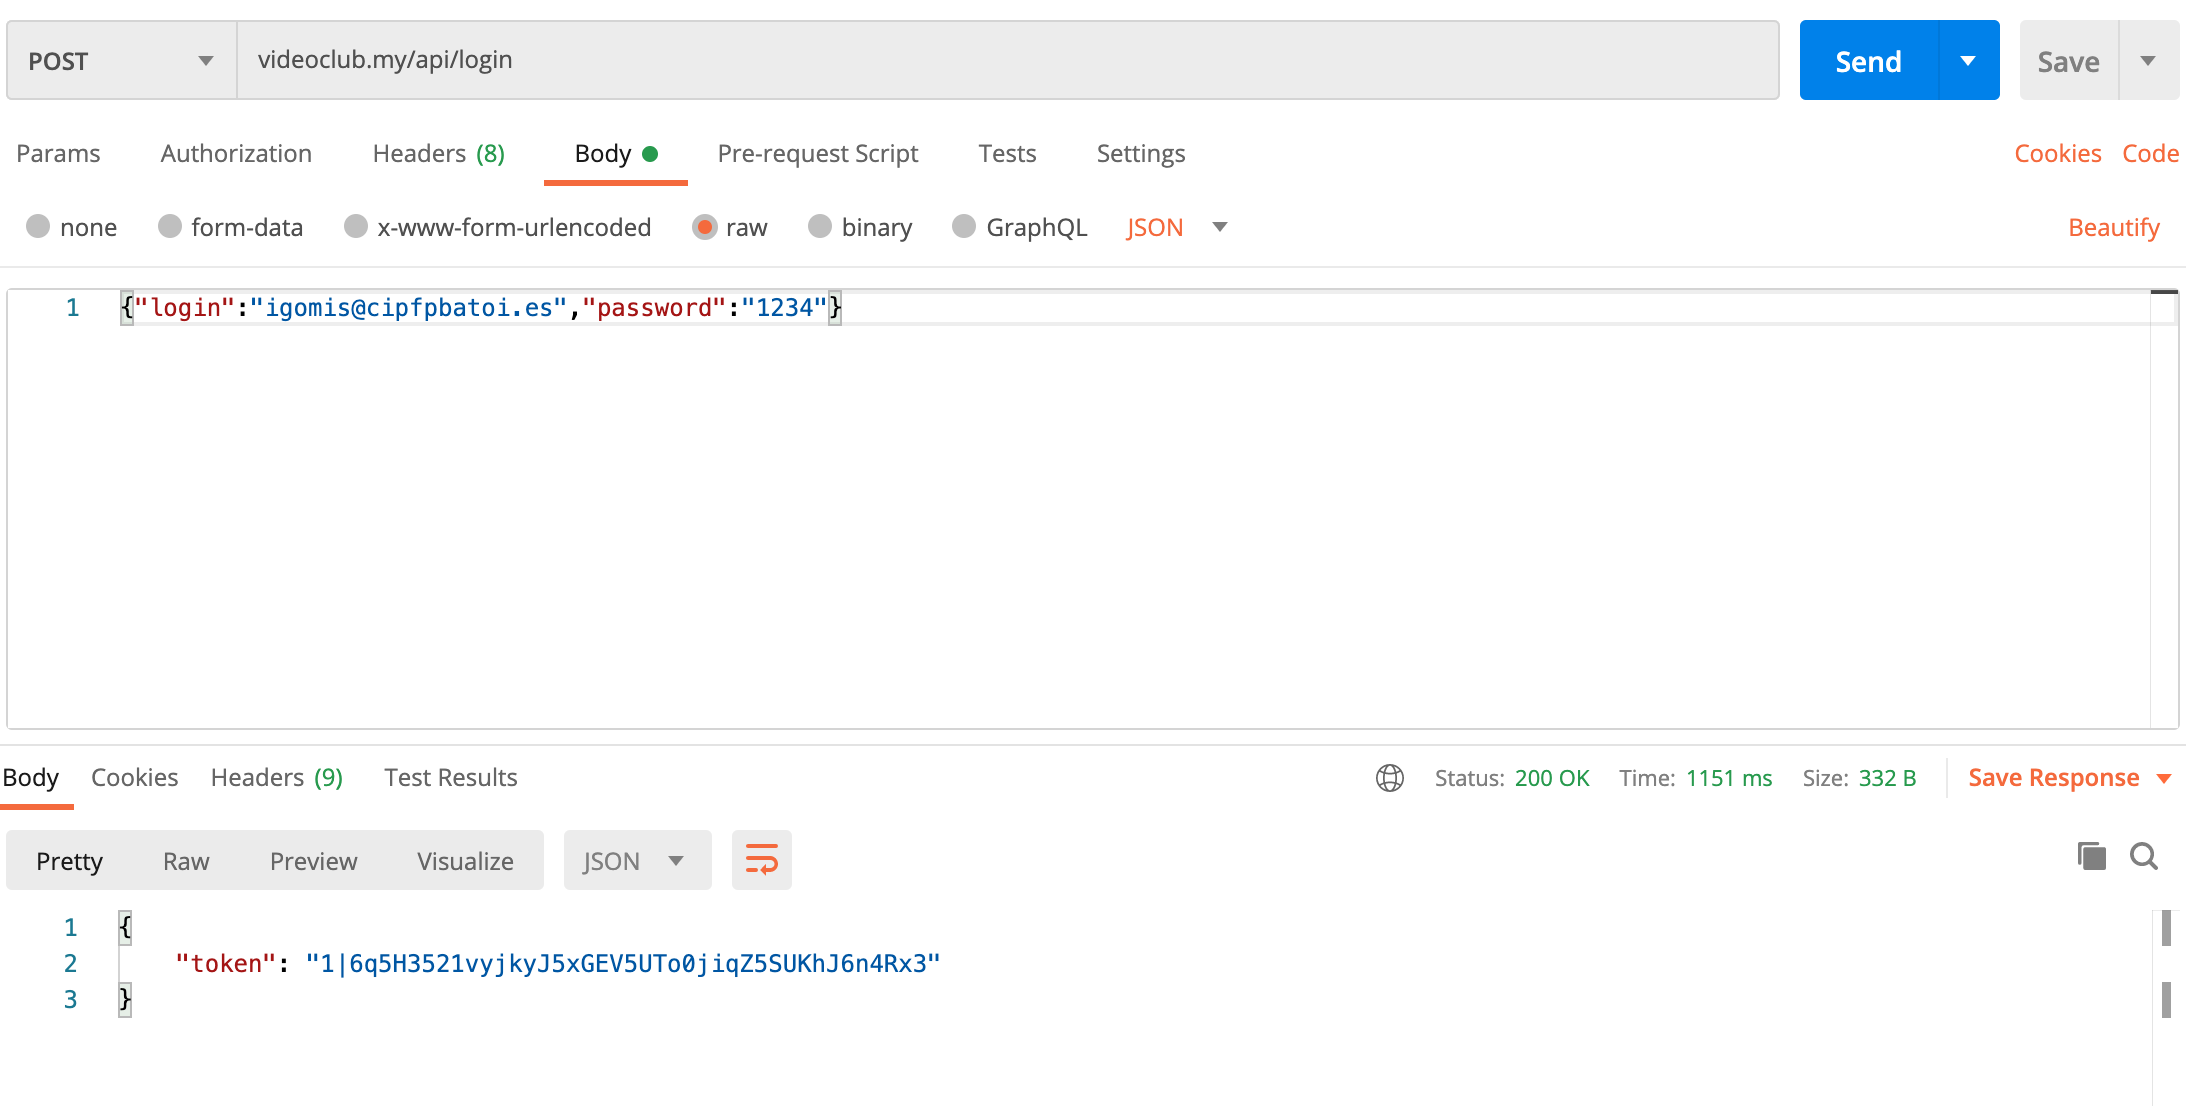 POST videoclub.my/api/login Send Save
Params Authorization Headers (8) Body Pre-request Script Tests Settings Cookies Code
none form-data x-www-form-urlencoded raw binary GraphQL JSON Beautify
1 {"login":"igomis@cipfpbatoi.es","password":"1234"}
Body Cookies Headers (9) Test Results Status: 200 OK Time: 1151 ms Size: 332 B Save Response
Pretty Raw Preview Visualize JSON
1 {
2 "token": "1|6q5H3521vyjkyJ5xGEV5UTo0jiqZ5SUKhJ6n4Rx3"
3 }